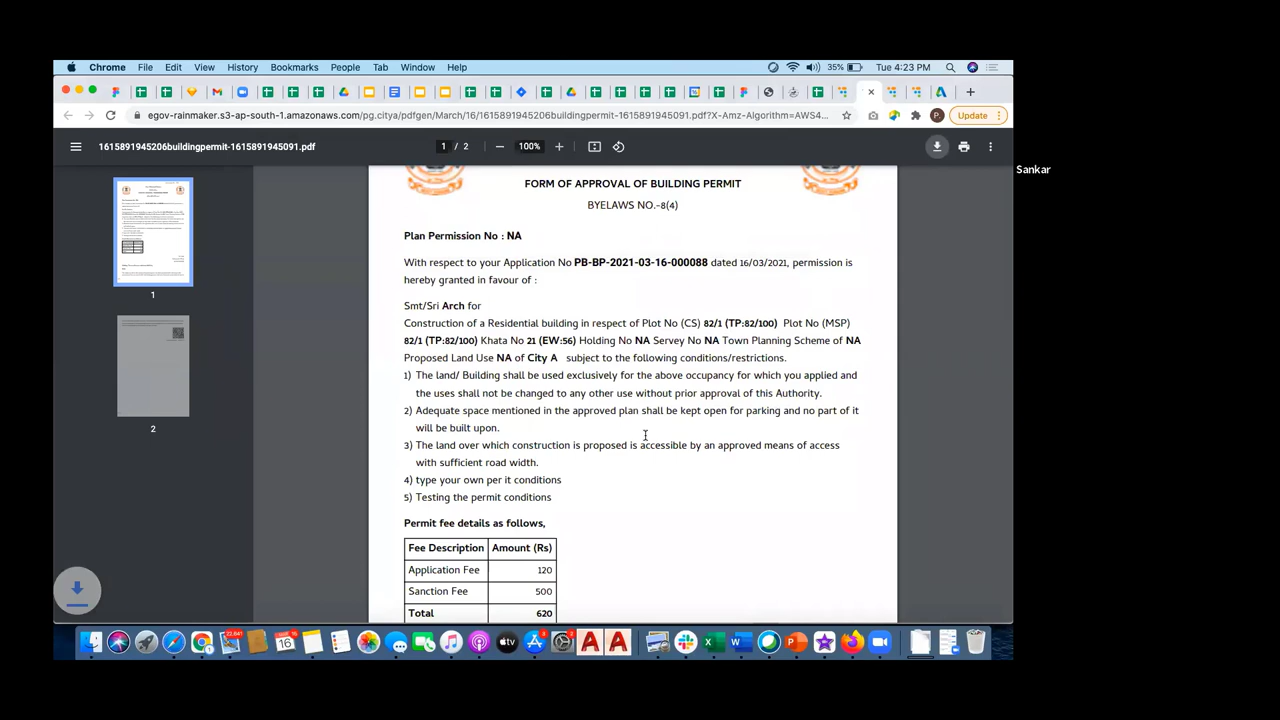 Chrome File Edit View History Bookmarks People Tab Window Help 35% Tue 4:23 PM
egov-rainmaker.s3-ap-south-1.amazonaws.com/pg.citya/pdfgen/March/16/1615891945206buildingpermit-1615891945091.pdf?X-Amz-Algorithm=AWS4... P. Update
1615891945206buildingpermit-1615891945091.pdf 1 / 2 100%
Sankar
FORM OF APPROVAL OF BUILDING PERMIT
BYELAWS NO.-8(4)
Plan Permission No : NA
With respect to your Application No PB-BP-2021-03-16-000088 dated 16/03/2021, permission is
hereby granted in favour of :
Smt/Sri Arch for
Construction of a Residential building in respect of Plot No (CS) 82/1 (TP:82/100) Plot No (MSP)
82/1 (TP:82/100) Khata No 21 (EW:56) Holding No NA Servey No NA Town Planning Scheme of NA
Proposed Land Use NA of City A subject to the following conditions/restrictions.
1) The land/ Building shall be used exclusively for the above occupancy for which you applied and
the uses shall not be changed to any other use without prior approval of this Authority.
2) Adequate space mentioned in the approved plan shall be kept open for parking and no part of it
will be built upon.
3) The land over which construction is proposed is accessible by an approved means of access
with sufficient road width.
4) type your own per it conditions
5) Testing the permit conditions
Permit fee details as follows,
Fee Description Amount (Rs)
Application Fee 120
Sanction Fee 500
Total 620
1
2